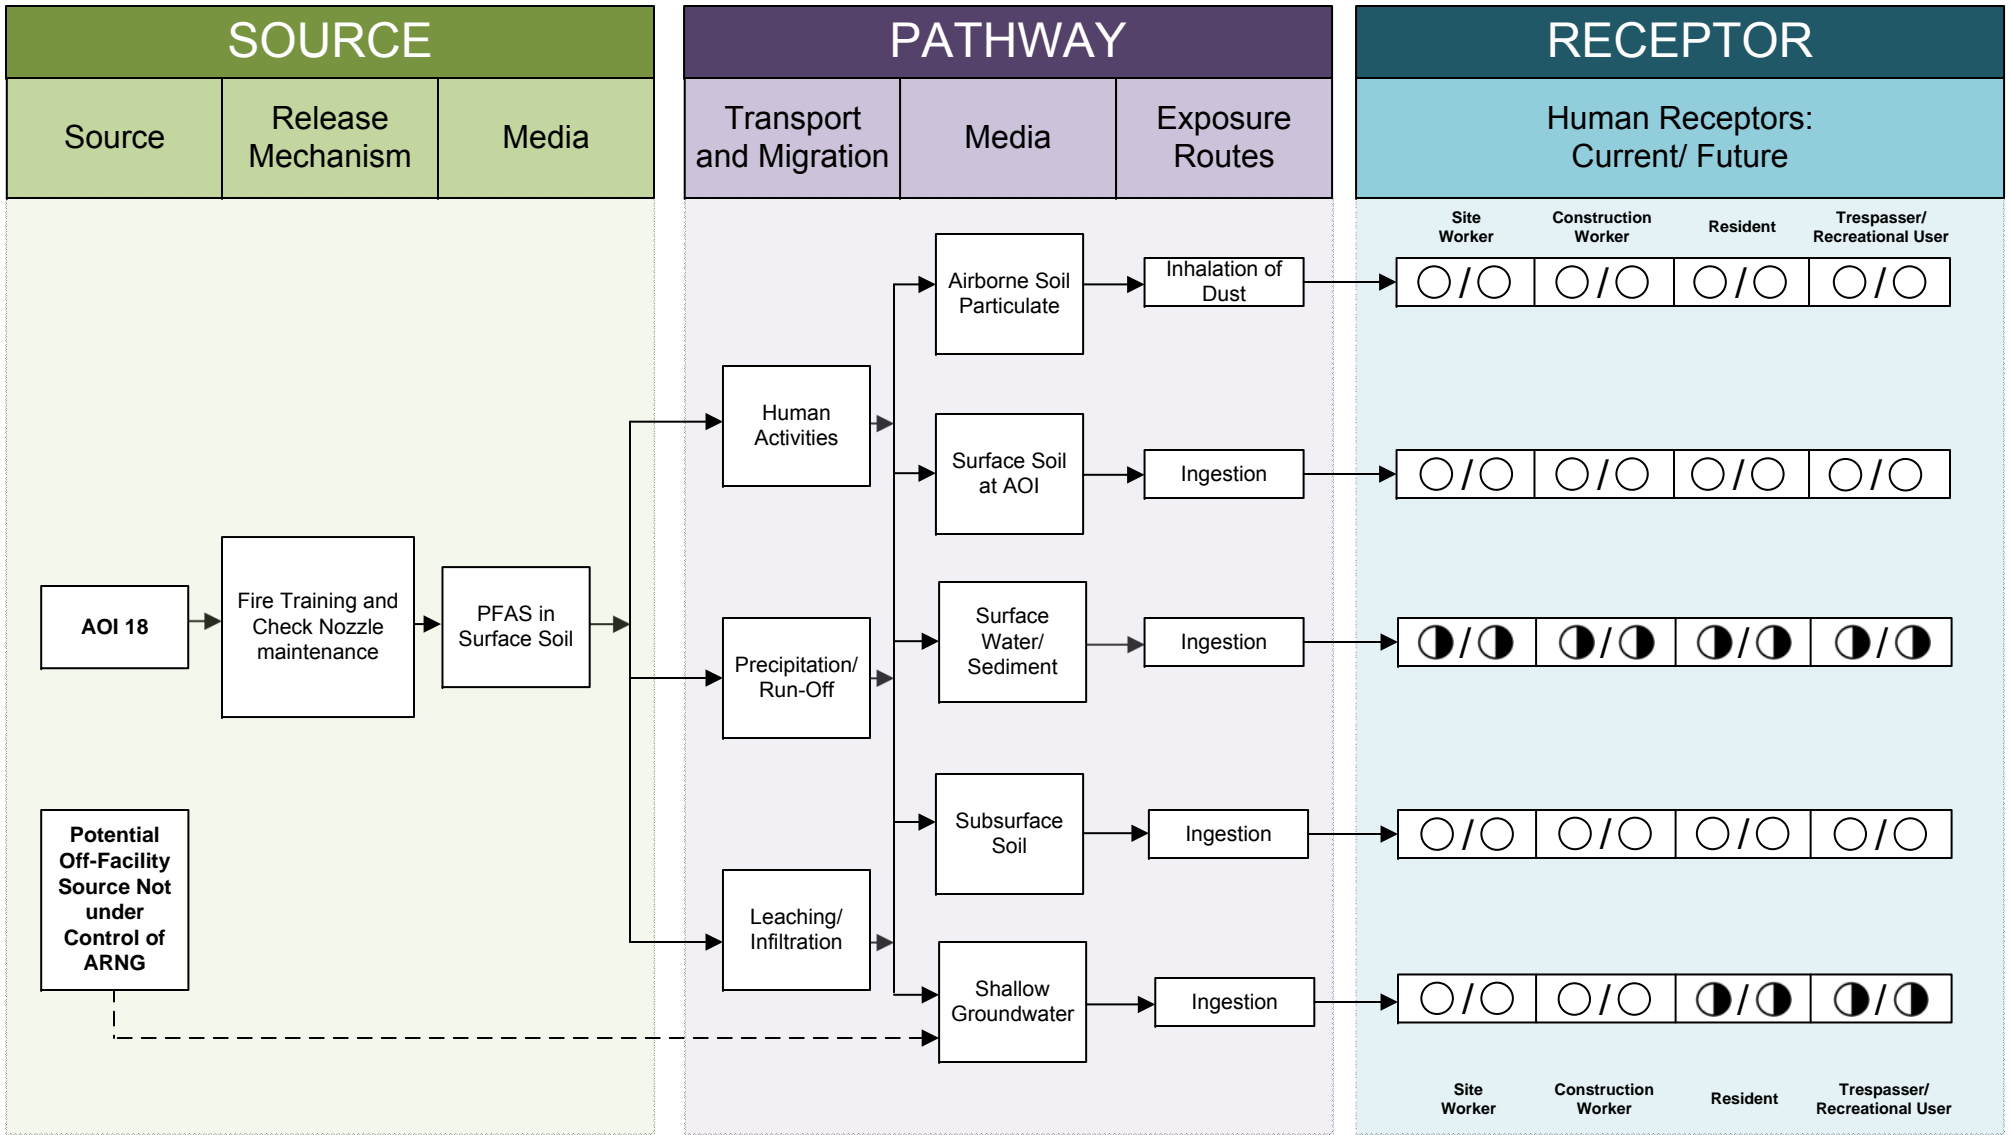 SOURCE
PATHWAY
RECEPTOR
Source
Release
Mechanism
Media
Transport
and Migration
Media
Exposure
Routes
Human Receptors:
Current/ Future
Site
Worker
Construction
Worker
Resident
Trespasser/
Recreational User
Airborne Soil
Particulate
Inhalation of
Dust
/
/
/
/
Human
Activities
Surface Soil
at AOI
Ingestion
/
/
/
/
AOI 18
Fire Training and
Check Nozzle
maintenance
PFAS in
Surface Soil
Precipitation/
Run-Off
Surface
Water/
Sediment
Ingestion
/
/
/
/
Potential
Off-Facility
Source Not
under
Control of
ARNG
Subsurface
Soil
Ingestion
/
/
/
/
Leaching/
Infiltration
Shallow
Groundwater
Ingestion
/
/
/
/
Site
Worker
Construction
Worker
Resident
Trespasser/
Recreational User